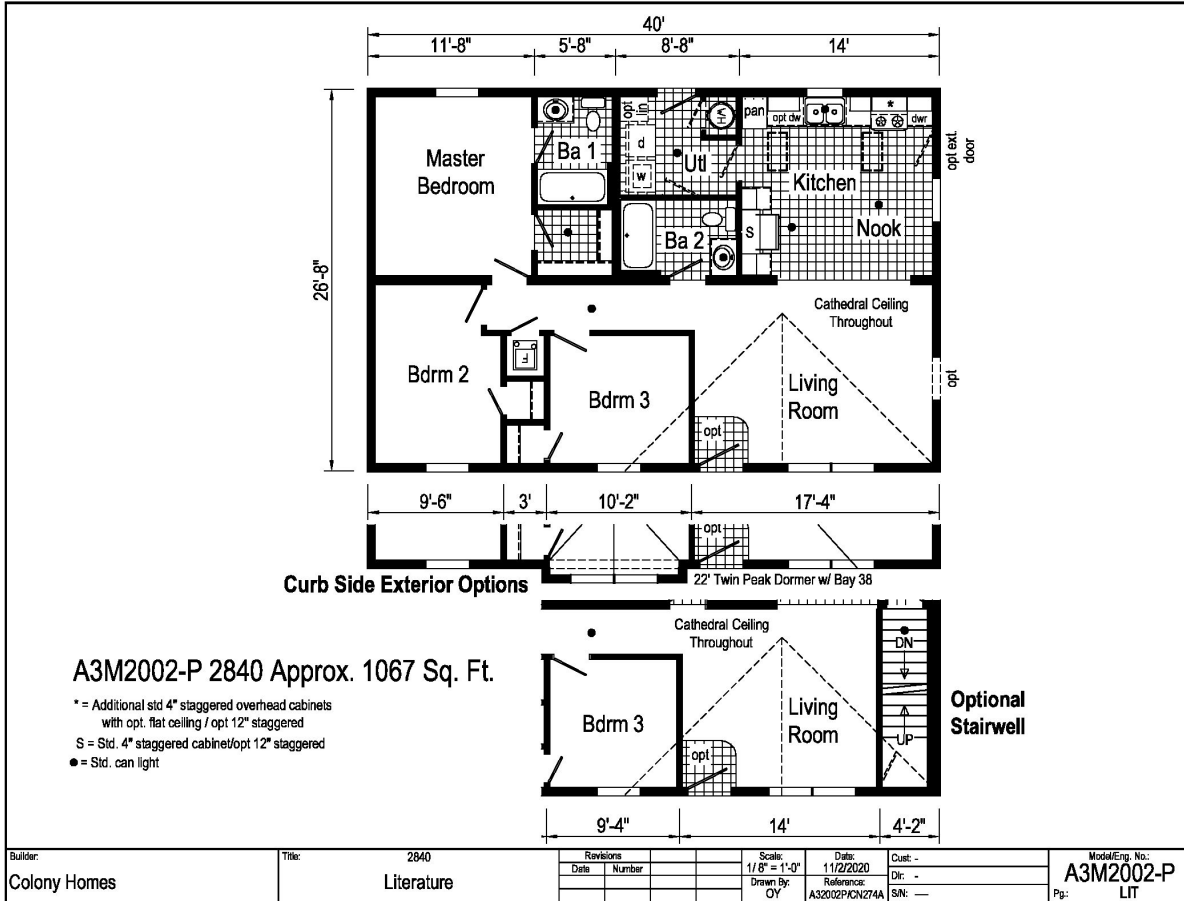 40'
11'-8" 5'-8" 8'-8" 14'
26'-8"
Master
Bedroom
Ba 1
opt
lin
d
w
Utl
WH
pan
opt dw
*
dwr
opt ext.
door
Kitchen
Nook
S
Ba 2
Bdrm 2
F
Bdrm 3
Cathedral Ceiling
Throughout
Living
Room
opt
opt
9'-6" 3' 10'-2" 17'-4"
opt
Curb Side Exterior Options
22' Twin Peak Dormer w/ Bay 38
Cathedral Ceiling
Throughout
DN
UP
Bdrm 3
Living
Room
opt
Optional
Stairwell
9'-4" 14' 4'-2"
A3M2002-P 2840 Approx. 1067 Sq. Ft.
* = Additional std 4" staggered overhead cabinets
with opt. flat ceiling / opt 12" staggered
S = Std. 4" staggered cabinet/opt 12" staggered
● = Std. can light
Builder:
Colony Homes
Title:
2840
Literature
Revisions
Date Number
Scale:
1/8" = 1'-0"
Drawn By:
OY
Date:
11/2/2020
Reference:
A32002P/CN274A
Cust: -
Dir: -
S/N: —
Model/Eng. No.:
A3M2002-P
Pg.: LIT